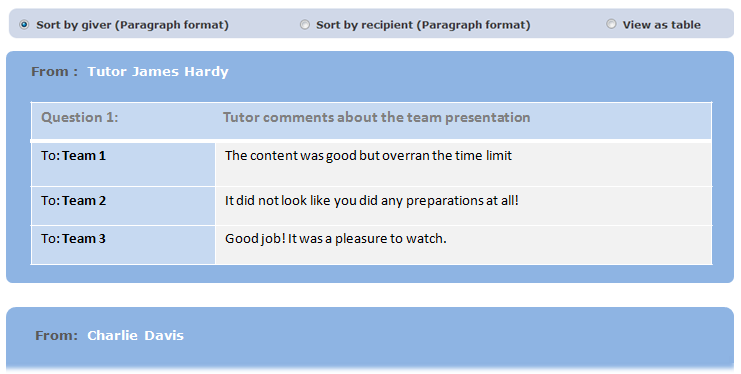 Sort by giver (Paragraph format) Sort by recipient (Paragraph format) View as table
From : Tutor James Hardy
Question 1: Tutor comments about the team presentation
To: Team 1 The content was good but overran the time limit
To: Team 2 It did not look like you did any preparations at all!
To: Team 3 Good job! It was a pleasure to watch.
From: Charlie Davis